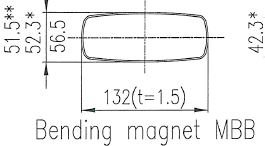 51.5**
52.3*
56.5
42.3*
132(t=1.5)
Bending magnet MBB